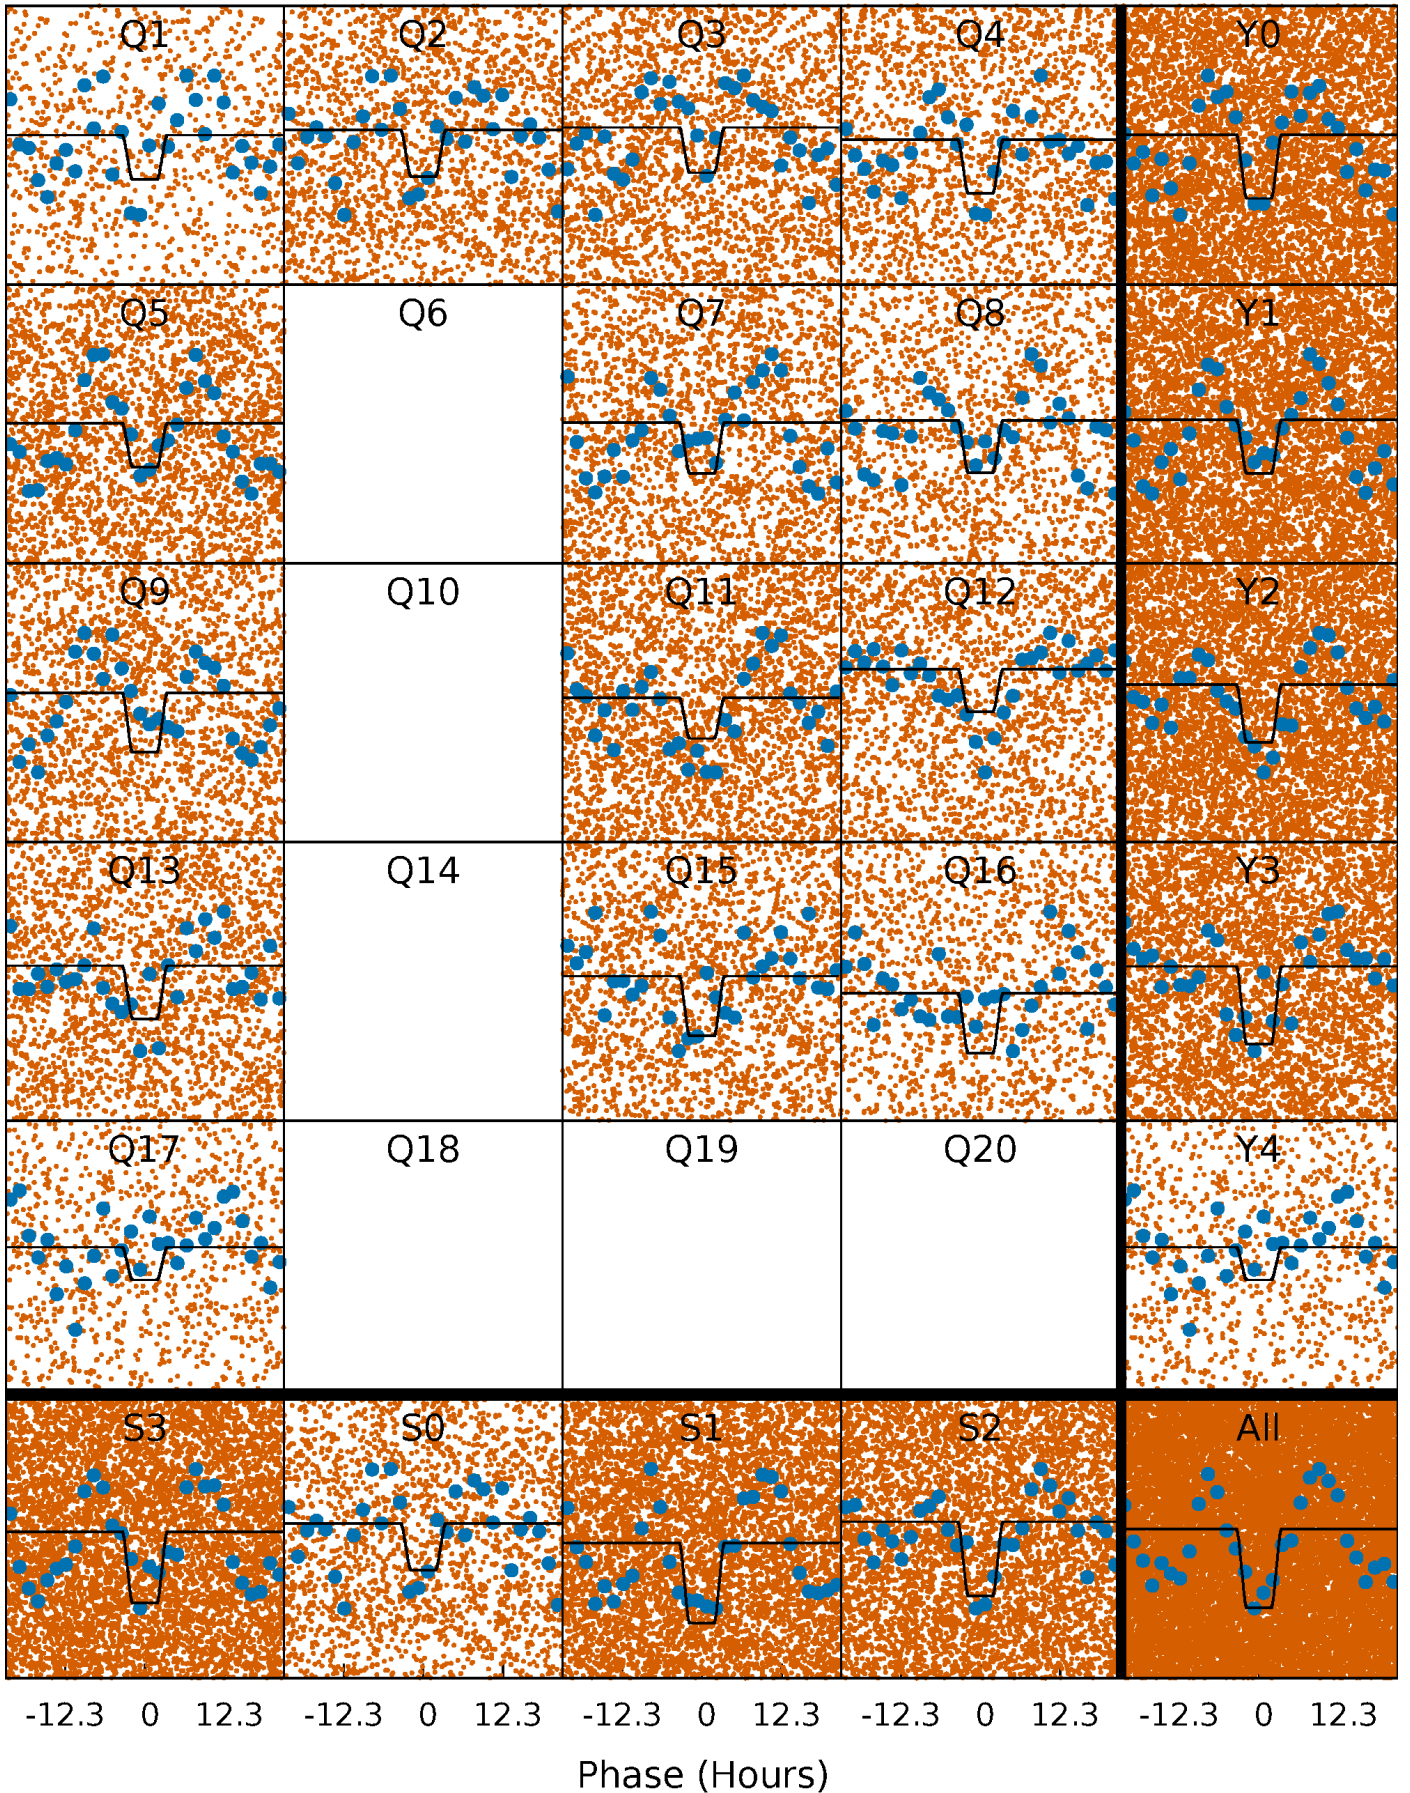 Q1 Q2 Q3 Q4 Y0
Q5 Q6 Q7 Q8 Y1
Q9 Q10 Q11 Q12 Y2
Q13 Q14 Q15 Q16 Y3
Q17 Q18 Q19 Q20 Y4
S3 S0 S1 S2 All
-12.3 0 12.3 -12.3 0 12.3 -12.3 0 12.3 -12.3 0 12.3 -12.3 0 12.3
Phase (Hours)